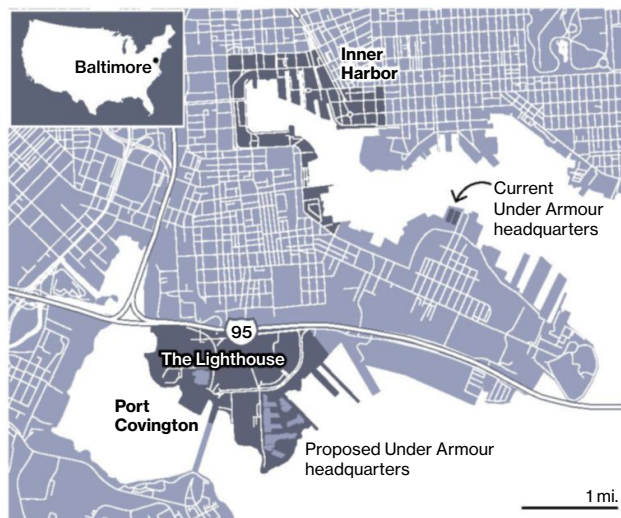 Baltimore
Inner
Harbor
Current
Under Armour
headquarters
95
The Lighthouse
Port
Covington
Proposed Under Armour
headquarters
1 mi.